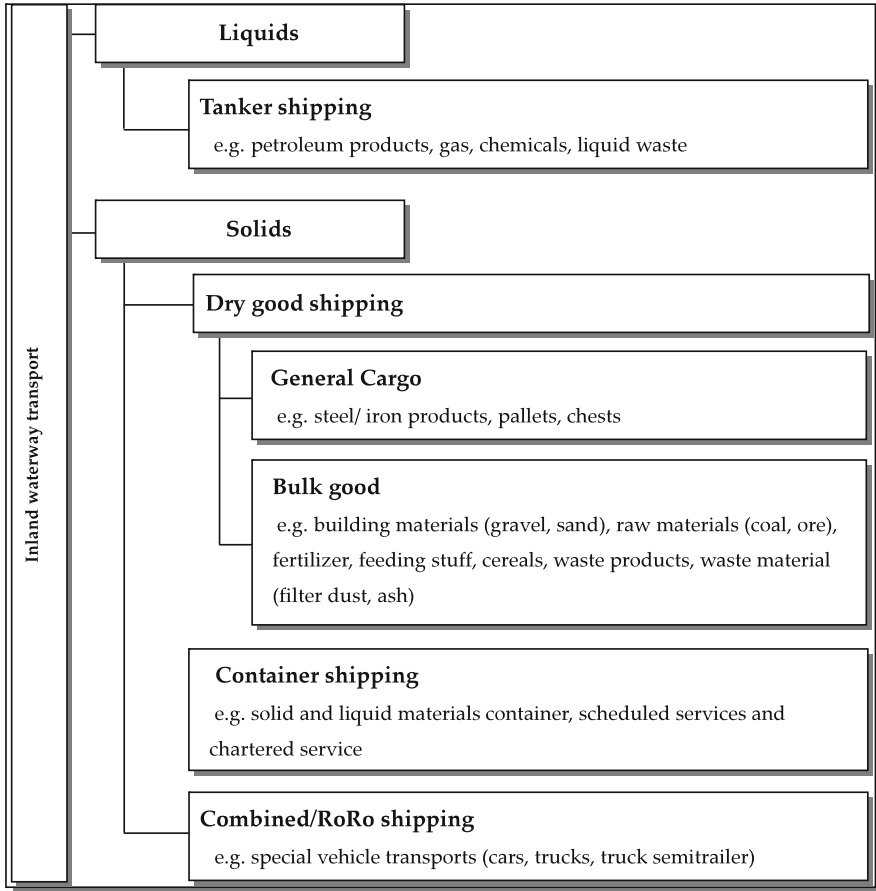 Inland waterway transport
Liquids
Tanker shipping
e.g. petroleum products, gas, chemicals, liquid waste
Solids
Dry good shipping
General Cargo
e.g. steel/ iron products, pallets, chests
Bulk good
e.g. building materials (gravel, sand), raw materials (coal, ore),
fertilizer, feeding stuff, cereals, waste products, waste material
(filter dust, ash)
Container shipping
e.g. solid and liquid materials container, scheduled services and
chartered service
Combined/RoRo shipping
e.g. special vehicle transports (cars, trucks, truck semitrailer)